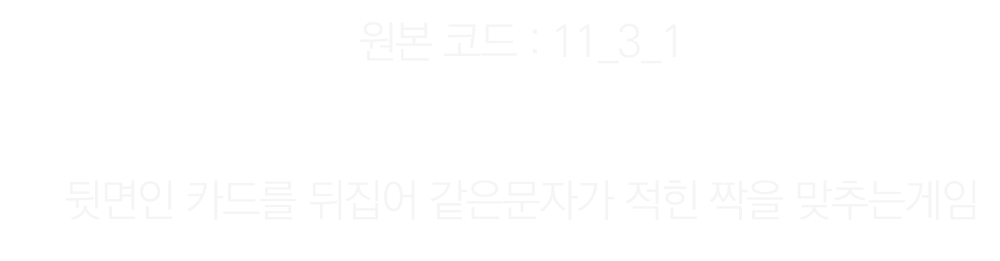 원본 코드 : 11_3_1
뒷면인 카드를 뒤집어 같은문자가 적힌 짝을 맞추는게임